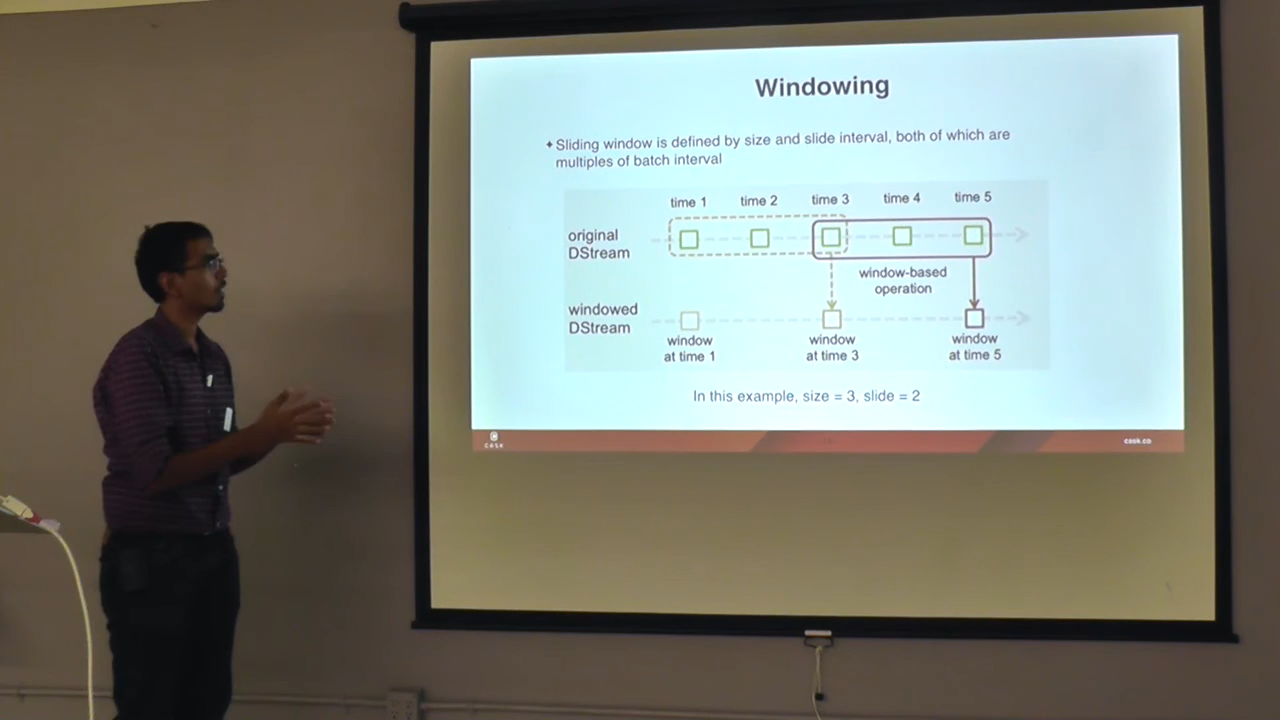 Windowing
Sliding window is defined by size and slide interval, both of which are
multiples of batch interval
time 1 time 2 time 3 time 4 time 5
original
DStream
window-based
operation
windowed
DStream
window
at time 1
window
at time 3
window
at time 5
In this example, size = 3, slide = 2
cask
cask.co